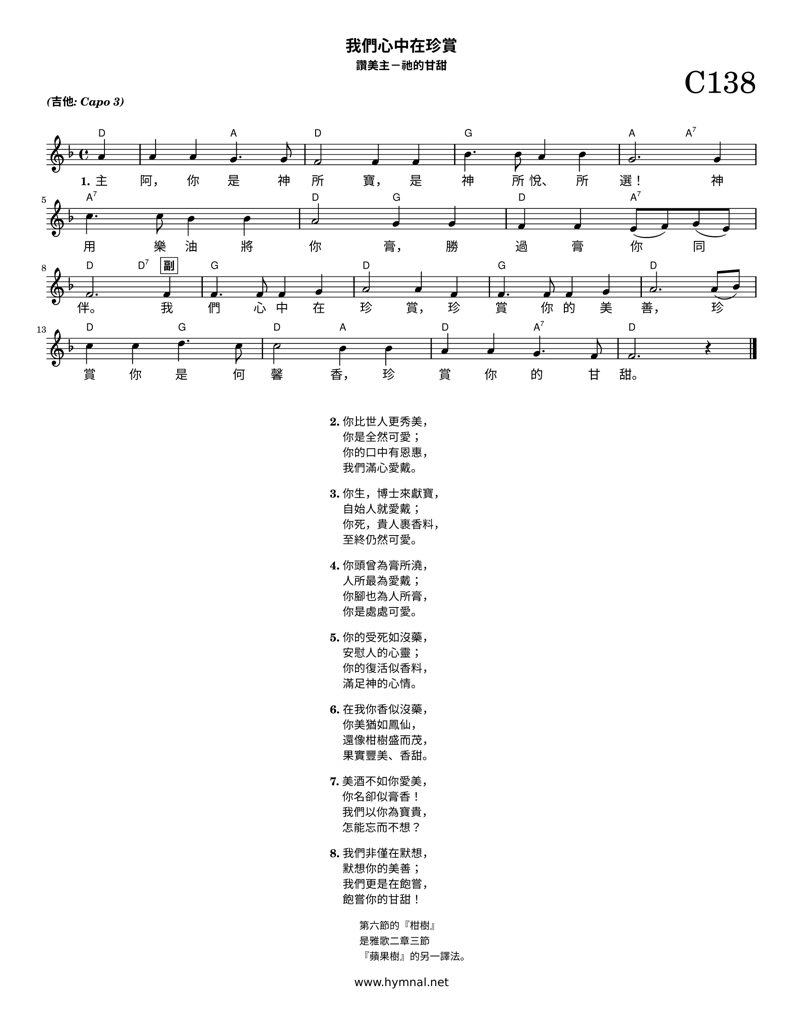 我們心中在珍賞
讚美主－祂的甘甜
C138
(吉他: Capo 3)
D A D G A A7
1. 主 阿， 你 是 神 所 寶， 是 神 所 悅、 所 選！ 神
5 A7 D G D A7
用 樂 油 將 你 膏， 勝 過 膏 你 同
8 D D7 副 G D G D
伴。 我 們 心 中 在 珍 賞， 珍 賞 你 的 美 善， 珍
13 D G D A D A7 D
賞 你 是 何 馨 香， 珍 賞 你 的 甘 甜。
2. 你比世人更秀美，
你是全然可愛；
你的口中有恩惠，
我們滿心愛戴。
3. 你生，博士來獻寶，
自始人就愛戴；
你死，貴人裹香料，
至終仍然可愛。
4. 你頭曾為膏所澆，
人所最為愛戴；
你腳也為人所膏，
你是處處可愛。
5. 你的受死如沒藥，
安慰人的心靈；
你的復活似香料，
滿足神的心情。
6. 在我你香似沒藥，
你美猶如鳳仙，
還像柑樹盛而茂，
果實豐美、香甜。
7. 美酒不如你愛美，
你名卻似膏香！
我們以你為寶貴，
怎能忘而不想？
8. 我們非僅在默想，
默想你的美善；
我們更是在飽嘗，
飽嘗你的甘甜！
第六節的『柑樹』
是雅歌二章三節
『蘋果樹』的另一譯法。
www.hymnal.net